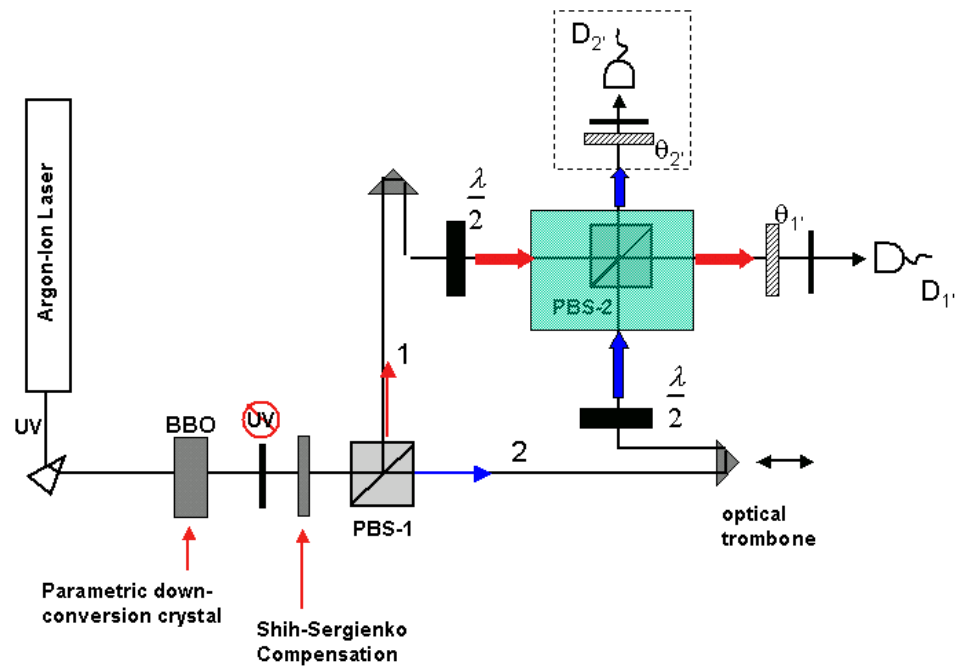 D2'
θ2'
Argon-Ion Laser
λ/2
θ1'
D1'
PBS-2
1
λ/2
UV
BBO
UV
2
PBS-1
optical
trombone
Parametric down-
conversion crystal
Shih-Sergienko
Compensation